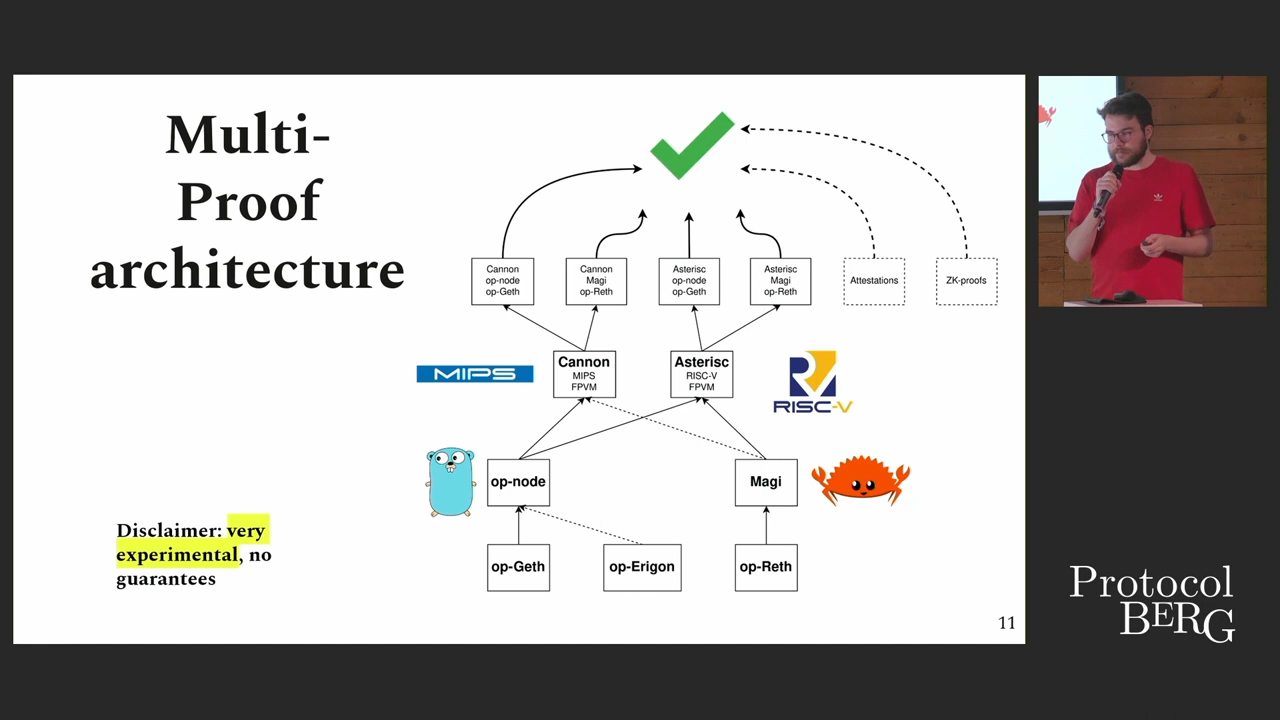 Multi-
Proof
architecture
Cannon
op-node
op-Geth
Cannon
Magi
op-Reth
Asterisc
op-node
op-Geth
Asterisc
Magi
op-Reth
Attestations
ZK-proofs
MIPS
Cannon
MIPS
FPVM
Asterisc
RISC-V
FPVM
RISC-V
op-node
Magi
Disclaimer: very
experimental, no
guarantees
op-Geth
op-Erigon
op-Reth
11
Protocol
BERG